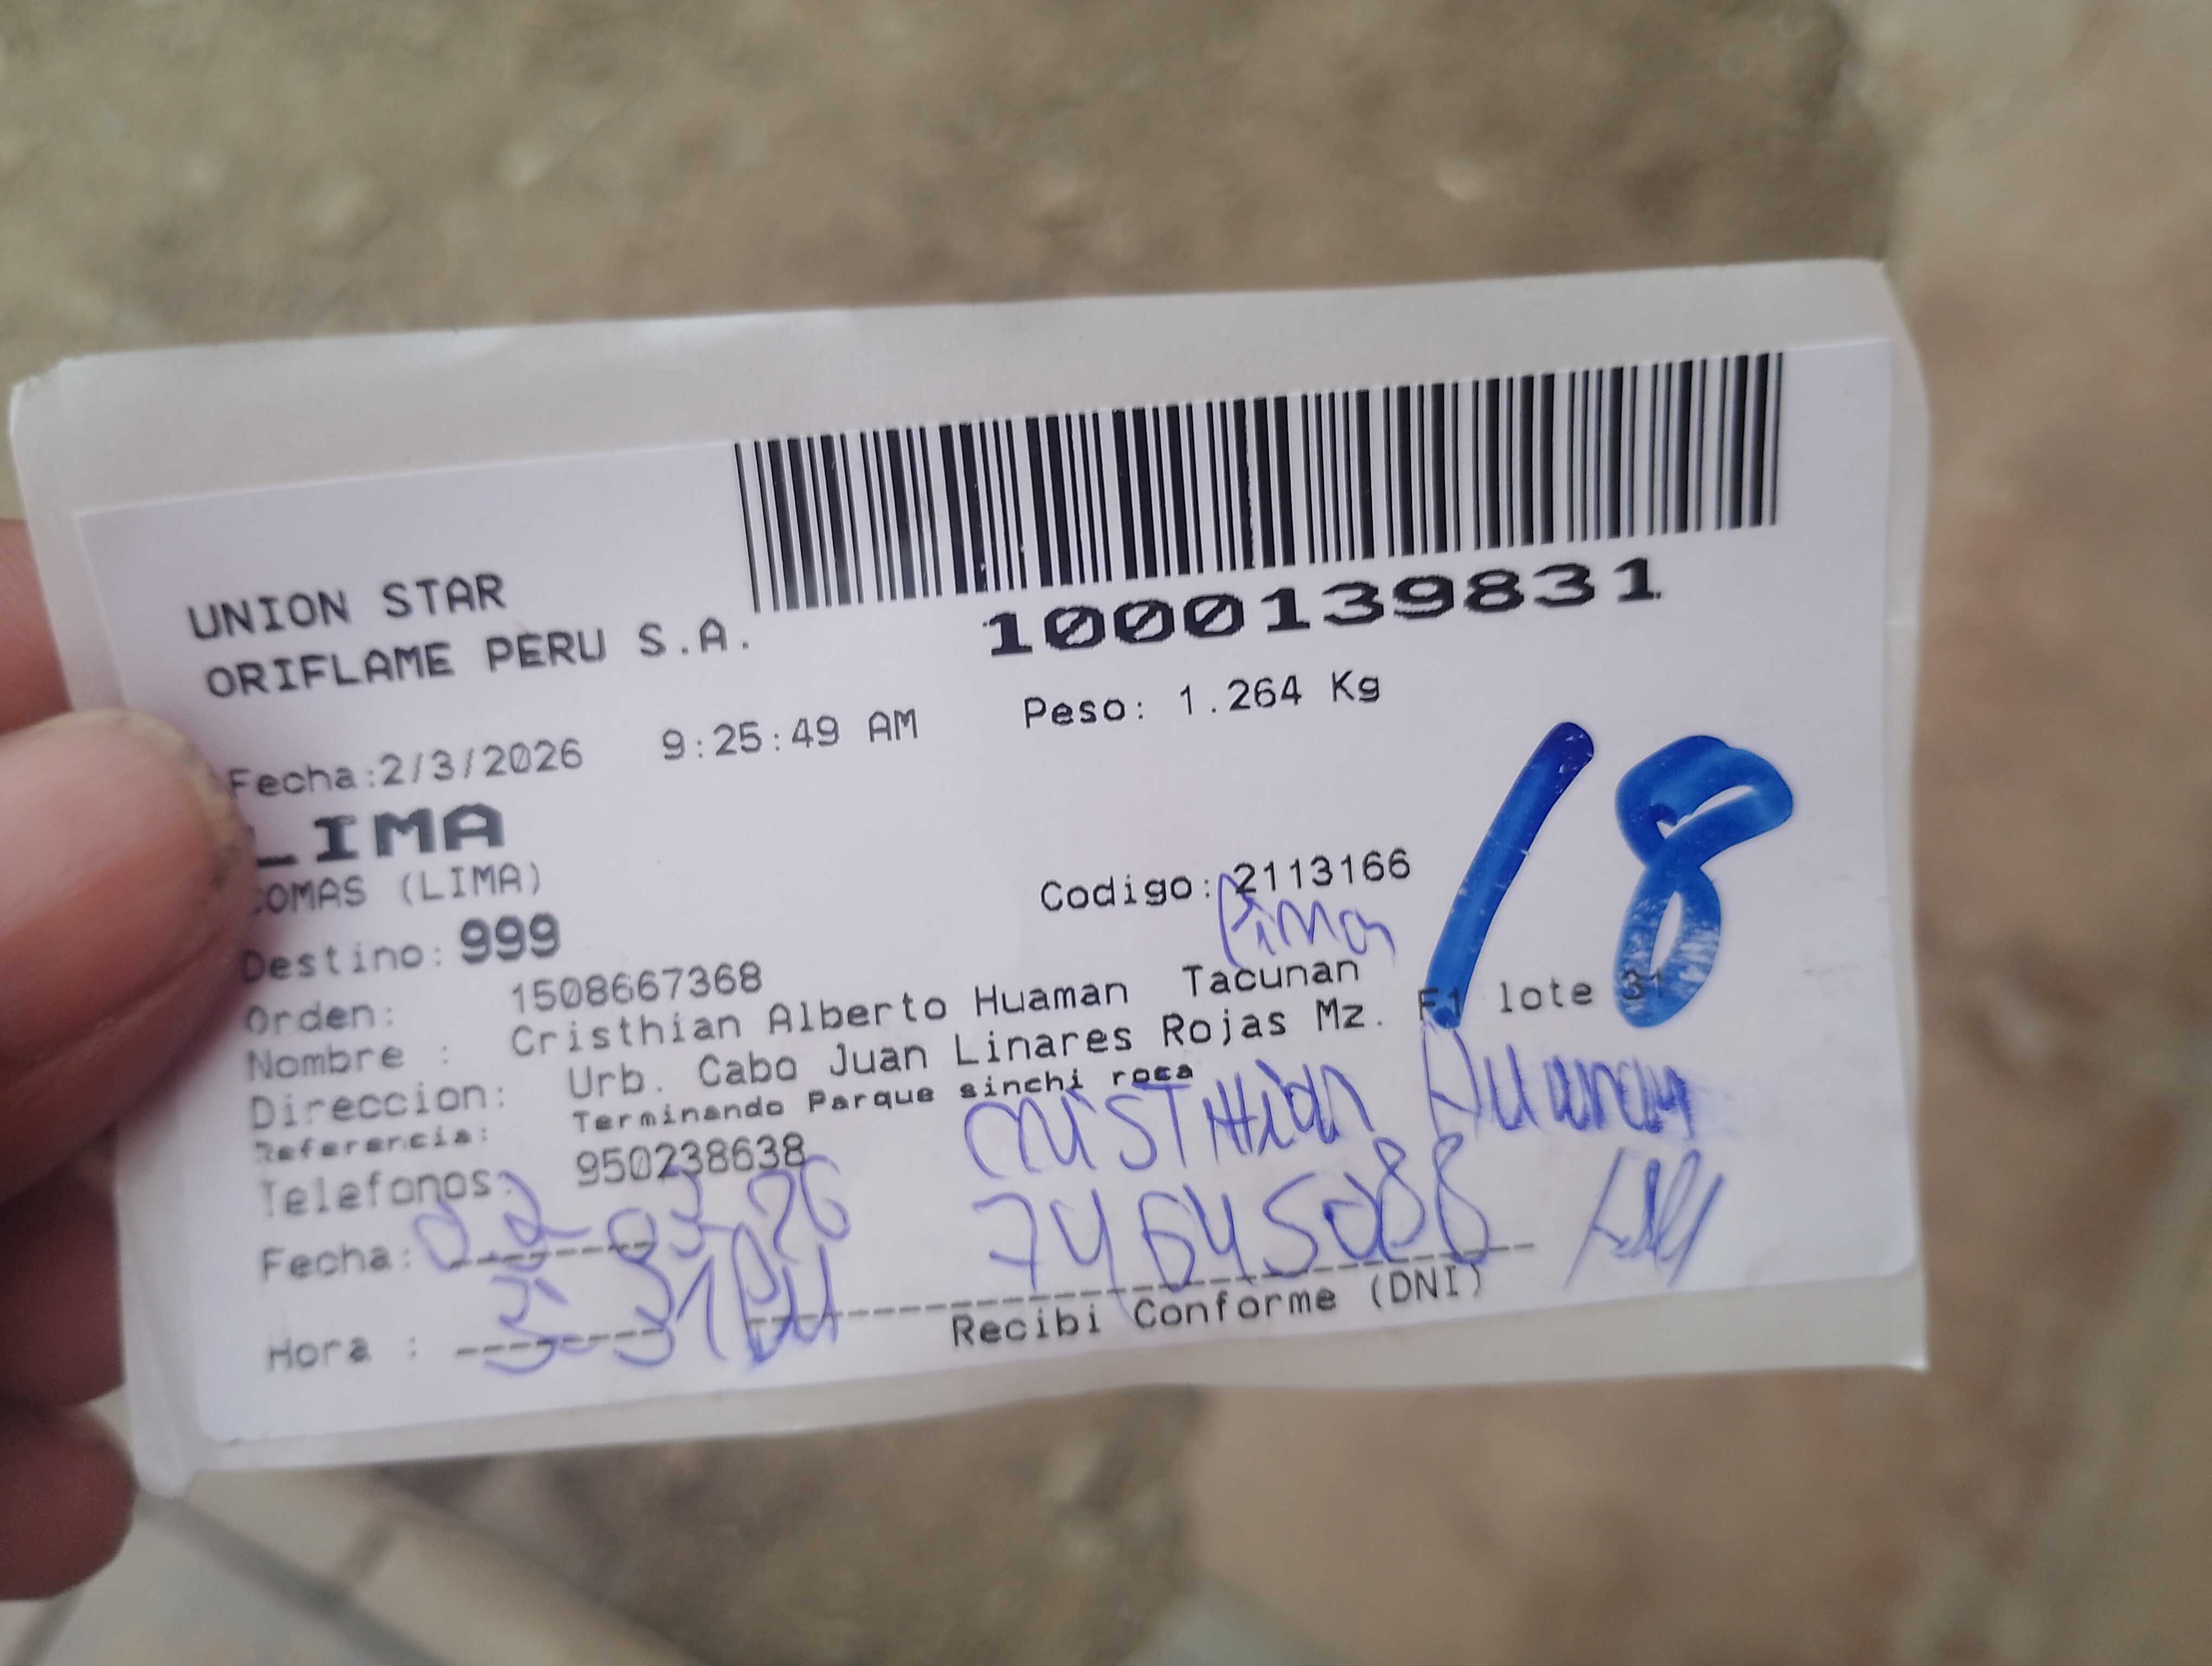 UNION STAR
ORIFLAME PERU S.A.
1000139831
Fecha:2/3/2026 9:25:49 AM Peso: 1.264 Kg
LIMA
COMAS (LIMA)
Codigo: 2113166
18
Destino: 999
Orden: 1508667368
Nombre : Cristhian Alberto Huaman Tacunan
Direccion: Urb. Cabo Juan Linares Rojas Mz. F1 lote 31
Referencia: Terminando Parque sinchi roca
Telefonos: 950238638
CRISTHian Huaman
Fecha: 02-03-26
74645088
Hora : 3:31 PM
Recibi Conforme (DNI)